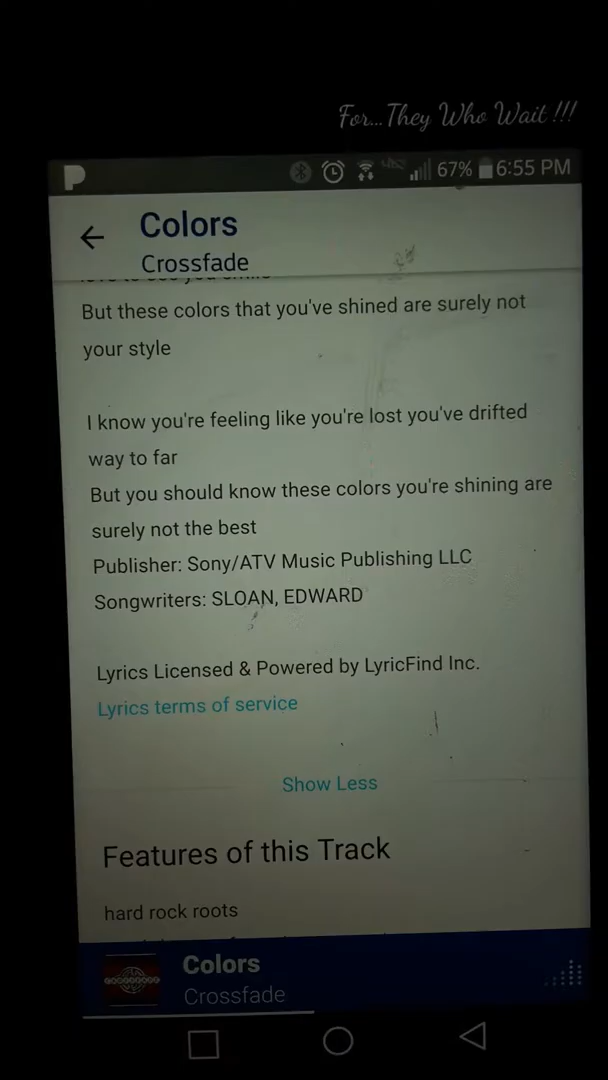 For...They Who Wait !!!
67% 6:55 PM
Colors
Crossfade
But these colors that you've shined are surely not
your style
I know you're feeling like you're lost you've drifted
way to far
But you should know these colors you're shining are
surely not the best
Publisher: Sony/ATV Music Publishing LLC
Songwriters: SLOAN, EDWARD
Lyrics Licensed & Powered by LyricFind Inc.
Lyrics terms of service
Show Less
Features of this Track
hard rock roots
Colors
Crossfade